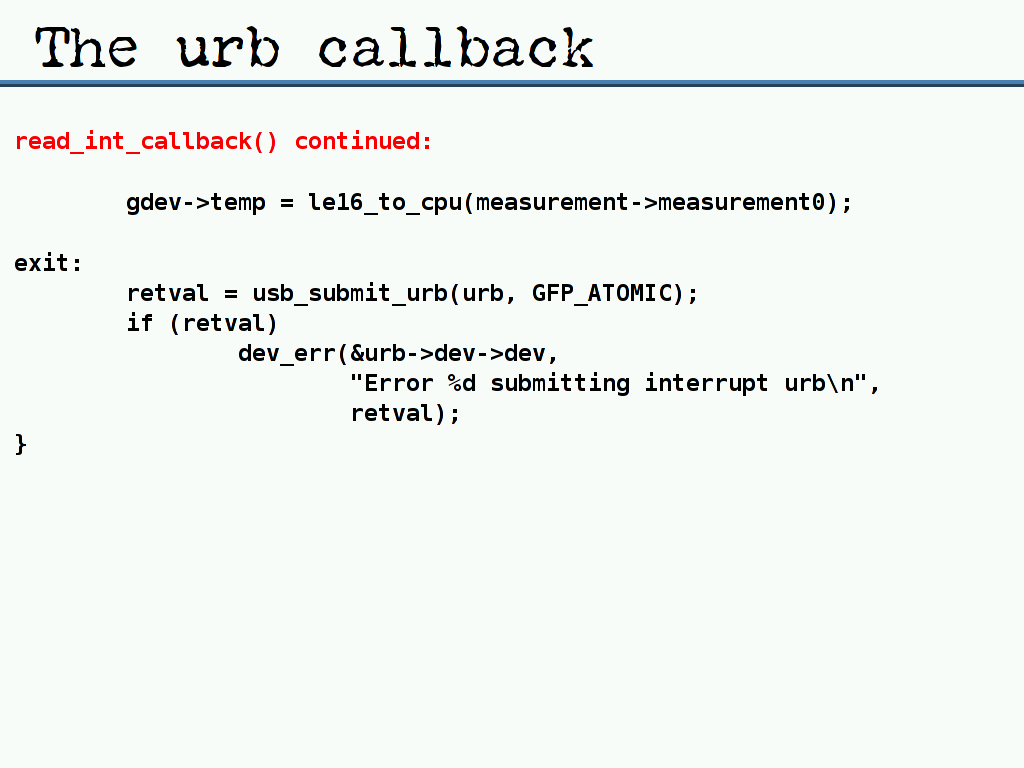 The urb callback
read_int_callback() continued:
gdev->temp = le16_to_cpu(measurement->measurement0);
exit:
retval = usb_submit_urb(urb, GFP_ATOMIC);
if (retval)
dev_err(&urb->dev->dev,
"Error %d submitting interrupt urb\n",
retval);
}